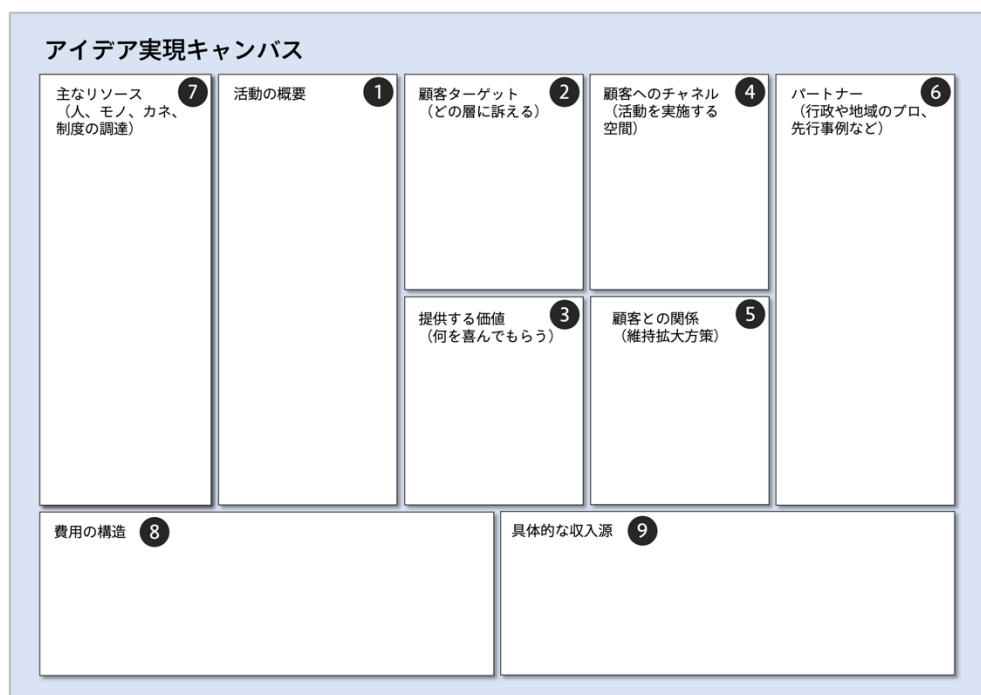 アイデア実現キャンバス
主なリソース
（人、モノ、カネ、
制度の調達）
7
活動の概要
1
顧客ターゲット
（どの層に訴える）
2
顧客へのチャネル
（活動を実施する
空間）
4
パートナー
（行政や地域のプロ、
先行事例など）
6
提供する価値
（何を喜んでもらう）
3
顧客との関係
（維持拡大方策）
5
費用の構造 8
具体的な収入源 9